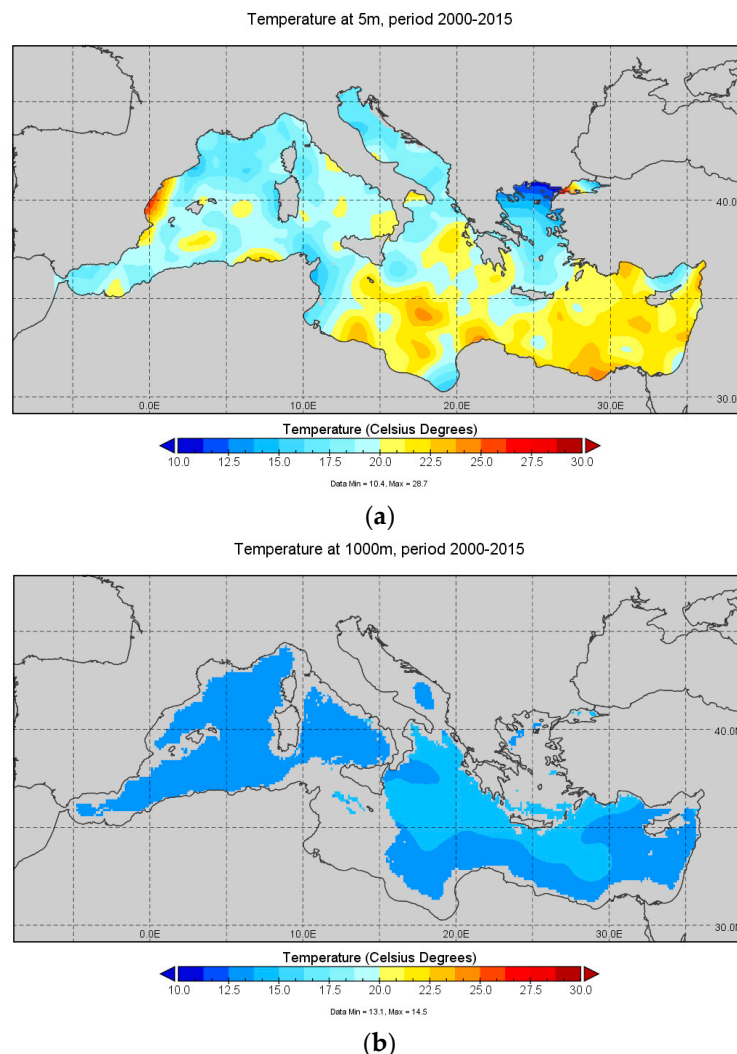 Temperature at 5m, period 2000-2015
40.0
30.0
0.0E 10.0E 20.0E 30.0E
Temperature (Celsius Degrees)
10.0 12.5 15.0 17.5 20.0 22.5 25.0 27.5 30.0
Data Min = 10.4, Max = 28.7
(a)
Temperature at 1000m, period 2000-2015
40.0N
30.0N
0.0E 10.0E 20.0E 30.0E
Temperature (Celsius Degrees)
10.0 12.5 15.0 17.5 20.0 22.5 25.0 27.5 30.0
Data Min = 13.1, Max = 14.5
(b)